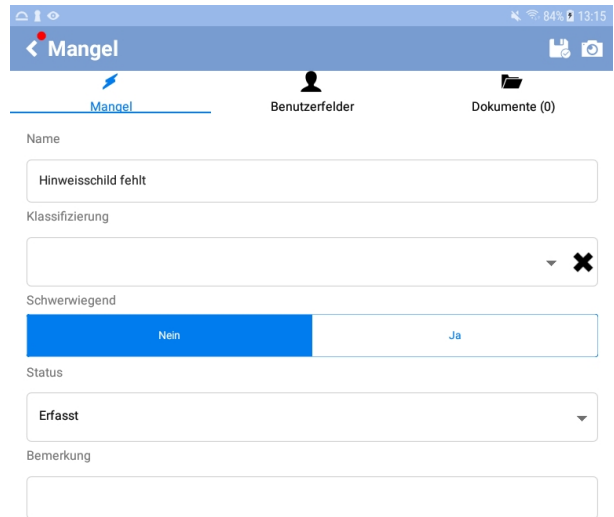 84% 13:15
Mangel
Mangel Benutzerfelder Dokumente (0)
Name
Hinweisschild fehlt
Klassifizierung
Schwerwiegend
Nein Ja
Status
Erfasst
Bemerkung